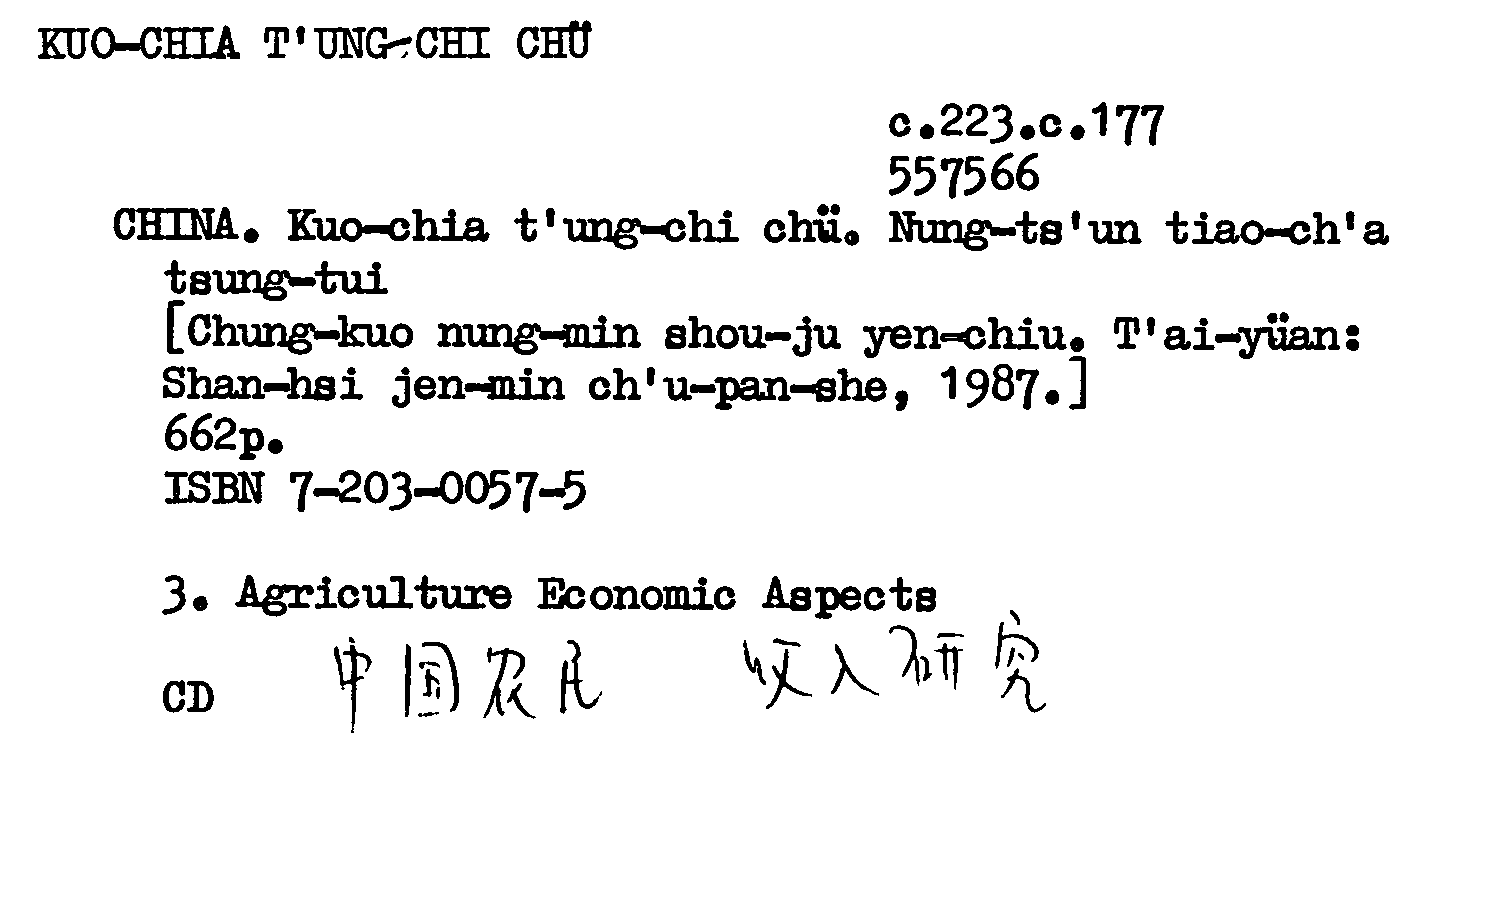 KUO-CHIA T'UNG-CHI CHÜ
c.223.c.177
557566
CHINA. Kuo-chia t'ung-chi chü. Nung-ts'un tiao-ch'a
tsung-tui
[Chung-kuo nung-min shou-ju yen-chiu. T'ai-yüan:
Shan-hsi jen-min ch'u-pan-she, 1987.]
662p.
ISBN 7-203-0057-5
3. Agriculture Economic Aspects
CD 中国农民 收入研究